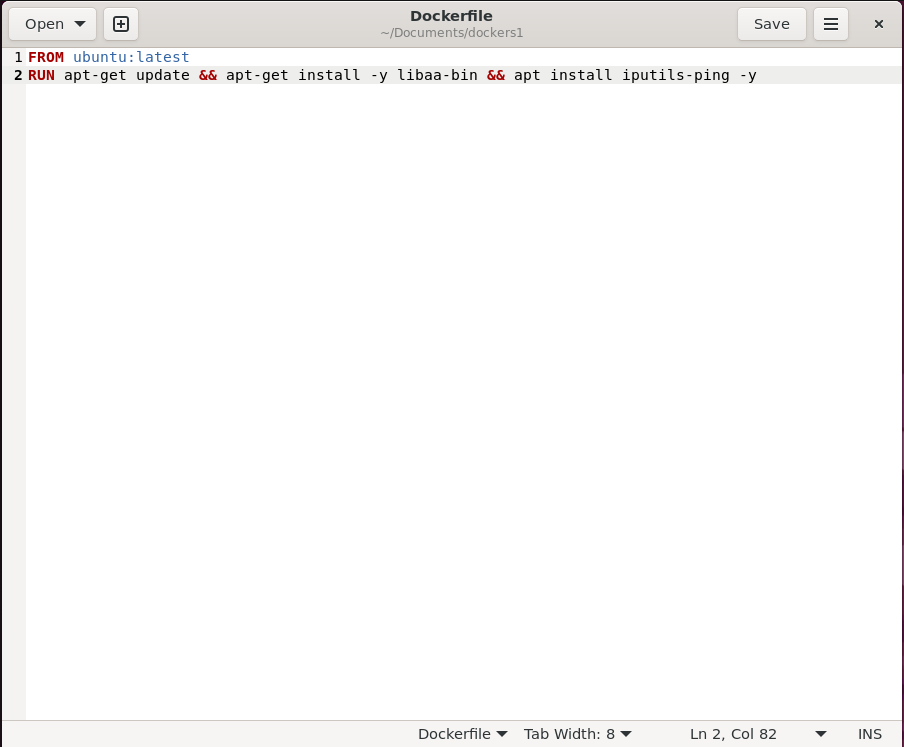 Open
Dockerfile
~/Documents/dockers1
Save
1 FROM ubuntu:latest
2 RUN apt-get update && apt-get install -y libaa-bin && apt install iputils-ping -y
Dockerfile Tab Width: 8 Ln 2, Col 82 INS